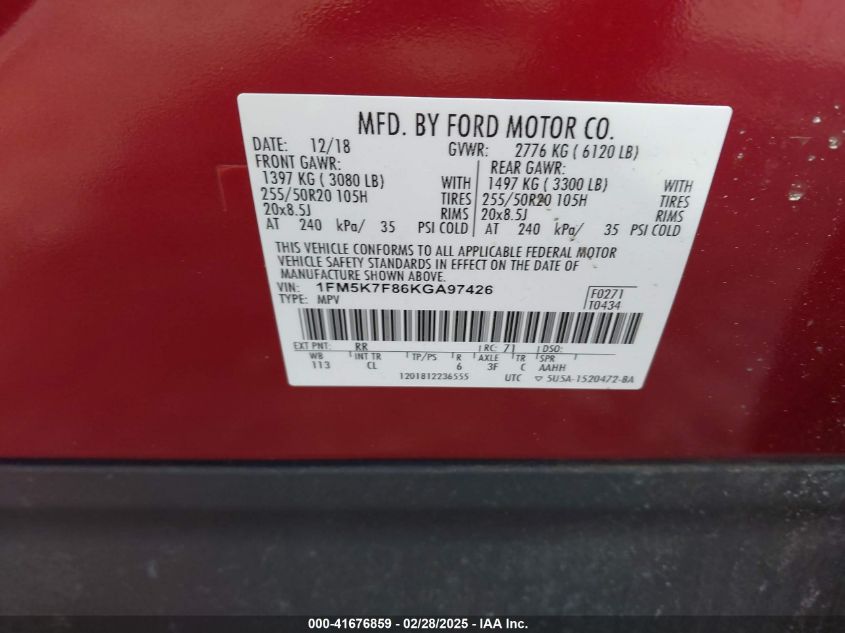 MFD. BY FORD MOTOR CO.
DATE: 12/18 GVWR: 2776 KG ( 6120 LB)
FRONT GAWR: REAR GAWR:
1397 KG ( 3080 LB) WITH 1497 KG ( 3300 LB) WITH
255/50R20 105H TIRES 255/50R20 105H TIRES
20x8.5J RIMS 20x8.5J RIMS
AT 240 kPa/ 35 PSI COLD AT 240 kPa/ 35 PSI COLD
THIS VEHICLE CONFORMS TO ALL APPLICABLE FEDERAL MOTOR
VEHICLE SAFETY STANDARDS IN EFFECT ON THE DATE OF
MANUFACTURE SHOWN ABOVE.
VIN: 1FM5K7F86KGA97426 F0271
TYPE: MPV T0434
EXT PNT: RR RC: 71 DSO:
WB INT TR TP/PS R AXLE TR SPR
113 CL 6 3F C AAHH
1201812236555 UTC ▽ 5U5A-1520472-BA
000-41676859 - 02/28/2025 - IAA Inc.